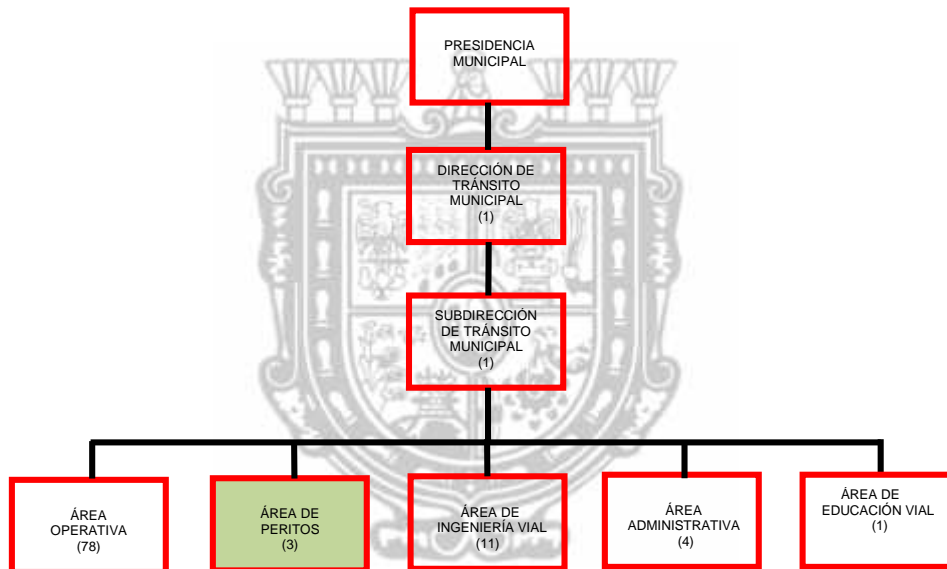 PRESIDENCIA
MUNICIPAL
DIRECCIÓN DE
TRÁNSITO
MUNICIPAL
(1)
SUBDIRECCIÓN
DE TRÁNSITO
MUNICIPAL
(1)
ÁREA
OPERATIVA
(78)
ÁREA DE
PERITOS
(3)
ÁREA DE
INGENIERÍA VIAL
(11)
ÁREA
ADMINISTRATIVA
(4)
ÁREA DE
EDUCACIÓN VIAL
(1)